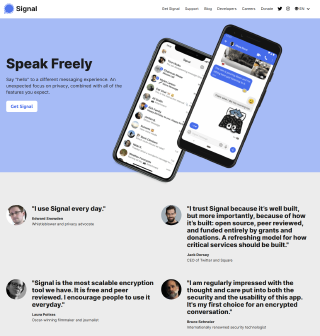 Signal
Get Signal Support Blog Developers Careers Donate EN
Speak Freely
Say "hello" to a different messaging experience. An
unexpected focus on privacy, combined with all of the
features you expect.
Get Signal
"I use Signal every day."
Edward Snowden
Whistleblower and privacy advocate
"I trust Signal because it's well built,
but more importantly, because of how
it's built: open source, peer reviewed,
and funded entirely by grants and
donations. A refreshing model for how
critical services should be built."
Jack Dorsey
CEO of Twitter and Square
"Signal is the most scalable encryption
tool we have. It is free and peer
reviewed. I encourage people to use it
everyday."
Laura Poitras
Oscar-winning filmmaker and journalist
"I am regularly impressed with the
thought and care put into both the
security and the usability of this app.
It's my first choice for an encrypted
conversation."
Bruce Schneier
Internationally renowned security technologist